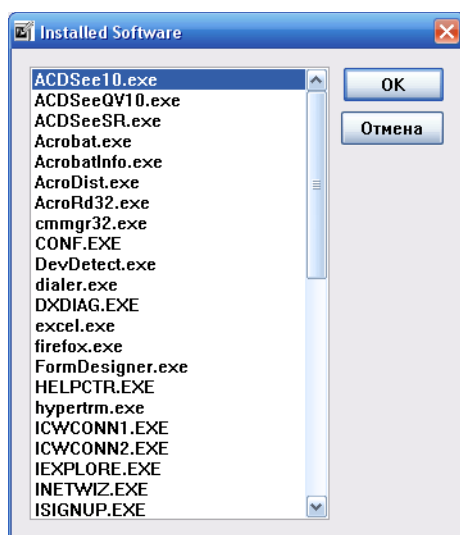 Installed Software
ACDSee10.exe
ACDSeeQV10.exe
ACDSeeSR.exe
Acrobat.exe
AcrobatInfo.exe
AcroDist.exe
AcroRd32.exe
cmmgr32.exe
CONF.EXE
DevDetect.exe
dialer.exe
DXDIAG.EXE
excel.exe
firefox.exe
FormDesigner.exe
HELPCTR.EXE
hypertrm.exe
ICWCONN1.EXE
ICWCONN2.EXE
IEXPLORE.EXE
INETWIZ.EXE
ISIGNUP.EXE
OK
Отмена